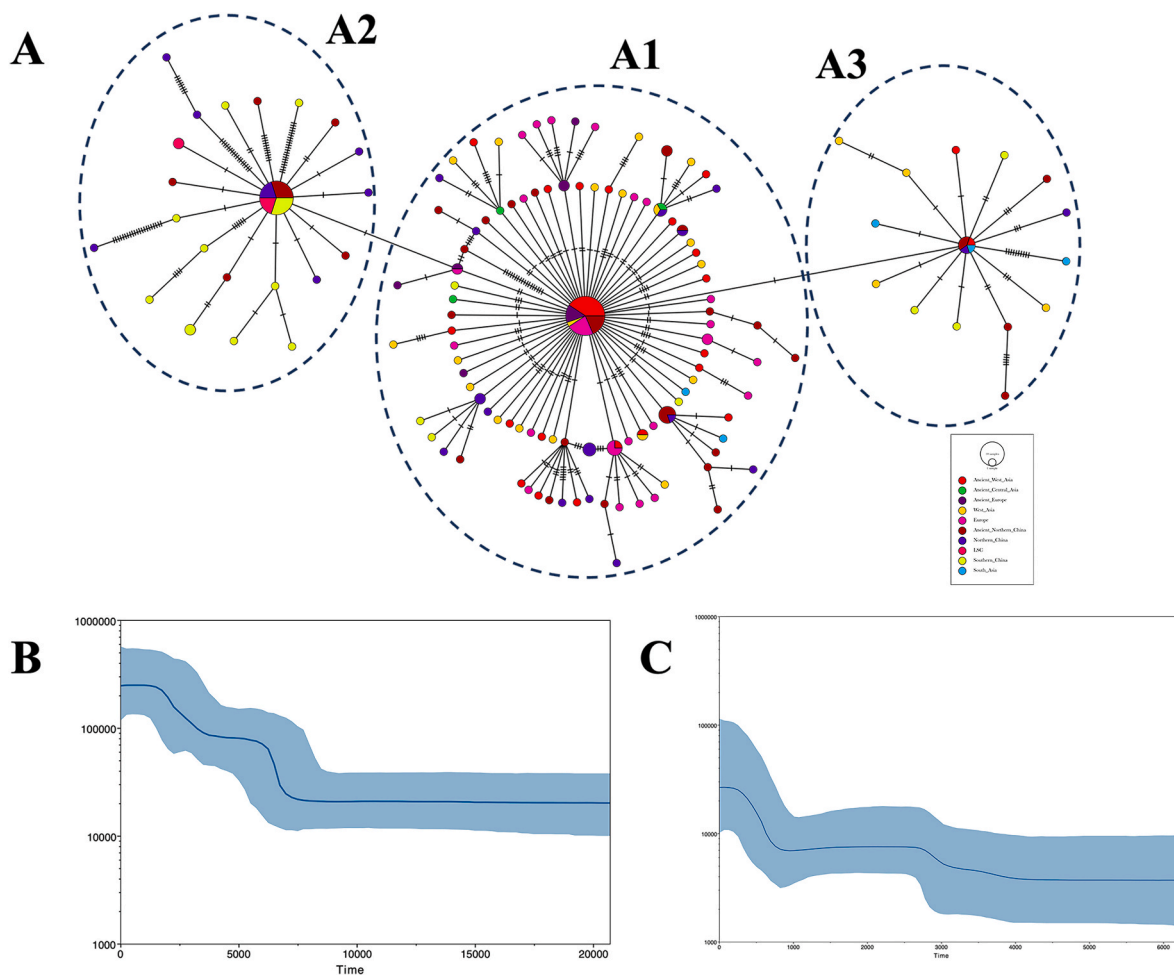 A
A2
A1
A3
Ancient_West_Asia
Ancient_Central_Asia
Ancient_Europe
West_Asia
Europe
Ancient_Northern_China
Northern_China
LSG
Southern_China
South_Asia
B
1000000
100000
10000
1000
0 5000 10000 15000 20000
Time
C
1000000
100000
10000
1000
0 1000 2000 3000 4000 5000 6000
Time